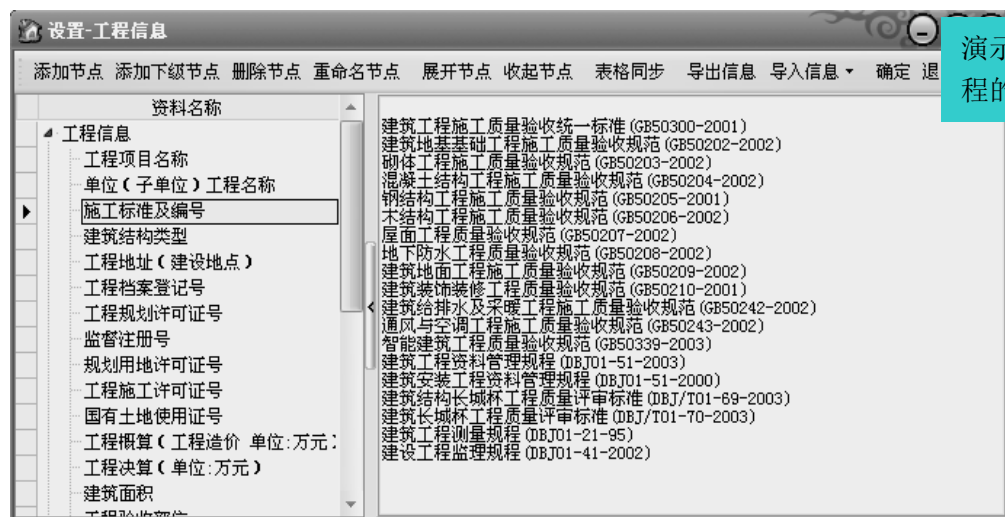 设置-工程信息
添加节点 添加下级节点 删除节点 重命名节点 展开节点 收起节点 表格同步 导出信息 导入信息 确定 退
演示
程的
资料名称
工程信息
工程项目名称
单位(子单位)工程名称
施工标准及编号
建筑结构类型
工程地址(建设地点)
工程档案登记号
工程规划许可证号
监督注册号
规划用地许可证号
工程施工许可证号
国有土地使用证号
工程概算(工程造价 单位:万元)
工程决算(单位:万元)
建筑面积
工程验收部位
建筑工程施工质量验收统一标准(GB50300-2001)
建筑地基基础工程施工质量验收规范(GB50202-2002)
砌体工程施工质量验收规范(GB50203-2002)
混凝土结构工程施工质量验收规范(GB50204-2002)
钢结构工程施工质量验收规范(GB50205-2001)
木结构工程施工质量验收规范(GB50206-2002)
屋面工程质量验收规范(GB50207-2002)
地下防水工程质量验收规范(GB50208-2002)
建筑地面工程施工质量验收规范(GB50209-2002)
建筑装饰装修工程质量验收规范(GB50210-2001)
建筑给排水及采暖工程施工质量验收规范(GB50242-2002)
通风与空调工程施工质量验收规范(GB50243-2002)
智能建筑工程质量验收规范(GB50339-2003)
建筑工程资料管理规程(DBJ01-51-2003)
建筑安装工程资料管理规程(DBJ01-51-2000)
建筑结构长城杯工程质量评审标准(DBJ/T01-69-2003)
建筑长城杯工程质量评审标准(DBJ/T01-70-2003)
建筑工程测量规程(DBJ01-21-95)
建设工程监理规程(DBJ01-41-2002)